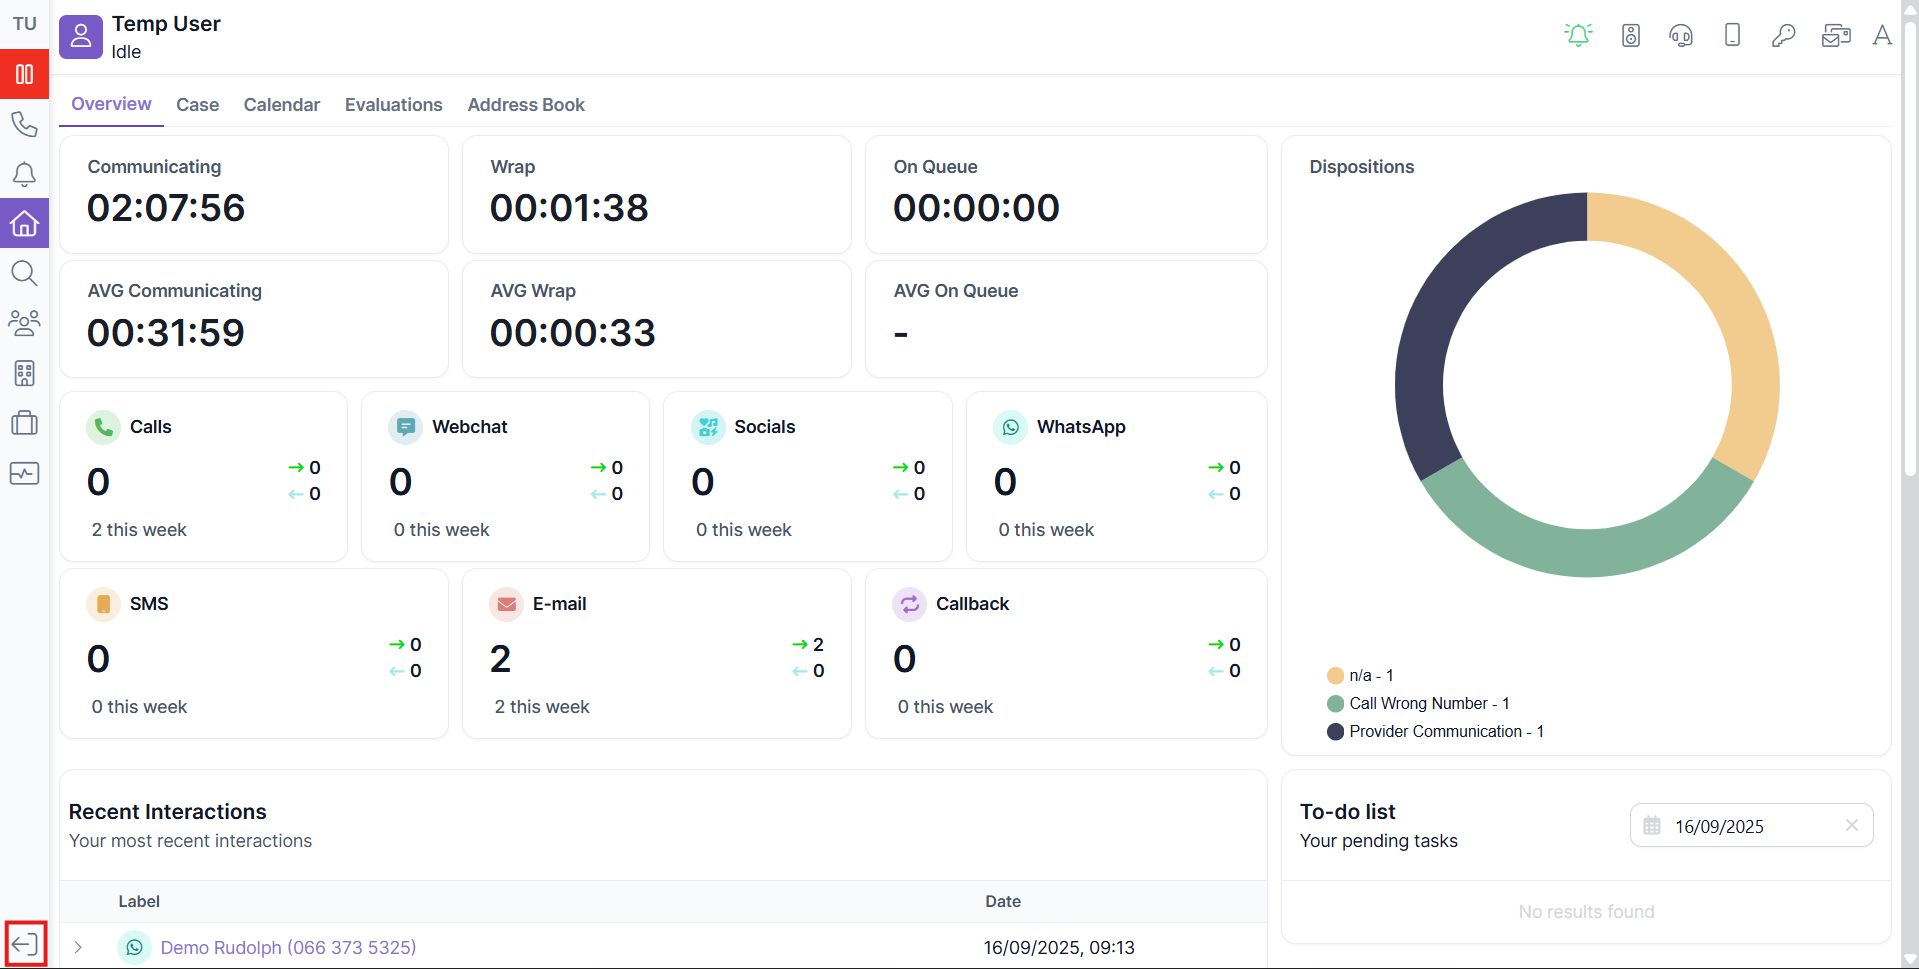 TU
Temp User
Idle
Overview Case Calendar Evaluations Address Book
Communicating
02:07:56
Wrap
00:01:38
On Queue
00:00:00
AVG Communicating
00:31:59
AVG Wrap
00:00:33
AVG On Queue
-
Calls
0
→ 0
← 0
2 this week
Webchat
0
→ 0
← 0
0 this week
Socials
0
→ 0
← 0
0 this week
WhatsApp
0
→ 0
← 0
0 this week
SMS
0
→ 0
← 0
0 this week
E-mail
2
→ 2
← 0
2 this week
Callback
0
→ 0
← 0
0 this week
Dispositions
n/a - 1
Call Wrong Number - 1
Provider Communication - 1
Recent Interactions
Your most recent interactions
Label Date
Demo Rudolph (066 373 5325) 16/09/2025, 09:13
To-do list
Your pending tasks
16/09/2025
No results found